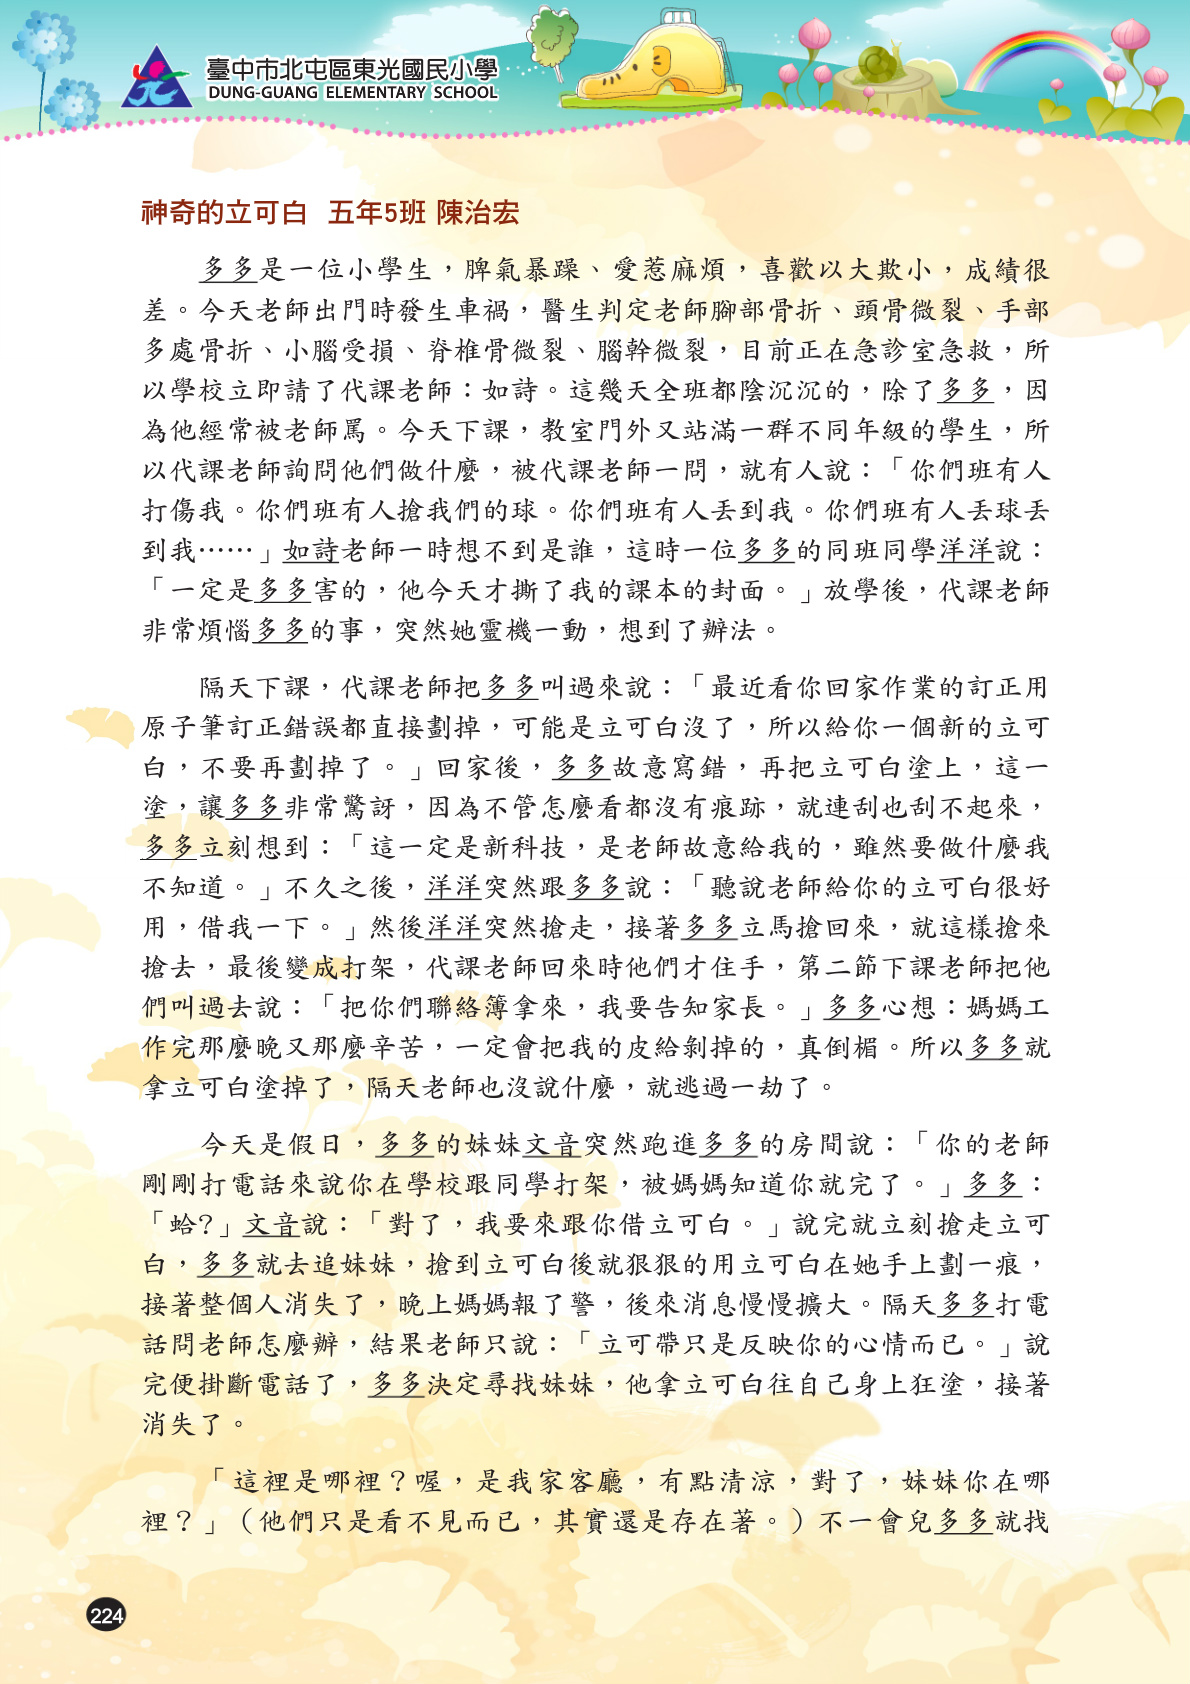 臺中市北屯區東光國民小學
DUNG-GUANG ELEMENTARY SCHOOL
神奇的立可白 五年5班 陳治宏
多多是一位小學生，脾氣暴躁、愛惹麻煩，喜歡以大欺小，成績很
差。今天老師出門時發生車禍，醫生判定老師腳部骨折、頭骨微裂、手部
多處骨折、小腦受損、脊椎骨微裂、腦幹微裂，目前正在急診室急救，所
以學校立即請了代課老師：如詩。這幾天全班都陰沉沉的，除了多多，因
為他經常被老師罵。今天下課，教室門外又站滿一群不同年級的學生，所
以代課老師詢問他們做什麼，被代課老師一問，就有人說：「你們班有人
打傷我。你們班有人搶我們的球。你們班有人丟到我。你們班有人丟球丟
到我……」如詩老師一時想不到是誰，這時一位多多的同班同學洋洋說：
「一定是多多害的，他今天才撕了我的課本的封面。」放學後，代課老師
非常煩惱多多的事，突然她靈機一動，想到了辦法。
隔天下課，代課老師把多多叫過來說：「最近看你回家作業的訂正用
原子筆訂正錯誤都直接劃掉，可能是立可白沒了，所以給你一個新的立可
白，不要再劃掉了。」回家後，多多故意寫錯，再把立可白塗上，這一
塗，讓多多非常驚訝，因為不管怎麼看都沒有痕跡，就連刮也刮不起來，
多多立刻想到：「這一定是新科技，是老師故意給我的，雖然要做什麼我
不知道。」不久之後，洋洋突然跟多多說：「聽說老師給你的立可白很好
用，借我一下。」然後洋洋突然搶走，接著多多立馬搶回來，就這樣搶來
搶去，最後變成打架，代課老師回來時他們才住手，第二節下課老師把他
們叫過去說：「把你們聯絡簿拿來，我要告知家長。」多多心想：媽媽工
作完那麼晚又那麼辛苦，一定會把我的皮給剝掉的，真倒楣。所以多多就
拿立可白塗掉了，隔天老師也沒說什麼，就逃過一劫了。
今天是假日，多多的妹妹文音突然跑進多多的房間說：「你的老師
剛剛打電話來說你在學校跟同學打架，被媽媽知道你就完了。」多多：
「蛤？」文音說：「對了，我要來跟你借立可白。」說完就立刻搶走立可
白，多多就去追妹妹，搶到立可白後就狠狠的用立可白在她手上劃一痕，
接著整個人消失了，晚上媽媽報了警，後來消息慢慢擴大。隔天多多打電
話問老師怎麼辦，結果老師只說：「立可帶只是反映你的心情而已。」說
完便掛斷電話了，多多決定尋找妹妹，他拿立可白往自己身上狂塗，接著
消失了。
「這裡是哪裡？喔，是我家客廳，有點清涼，對了，妹妹你在哪
裡？」（他們只是看不見而已，其實還是存在著。）不一會兒多多就找
224